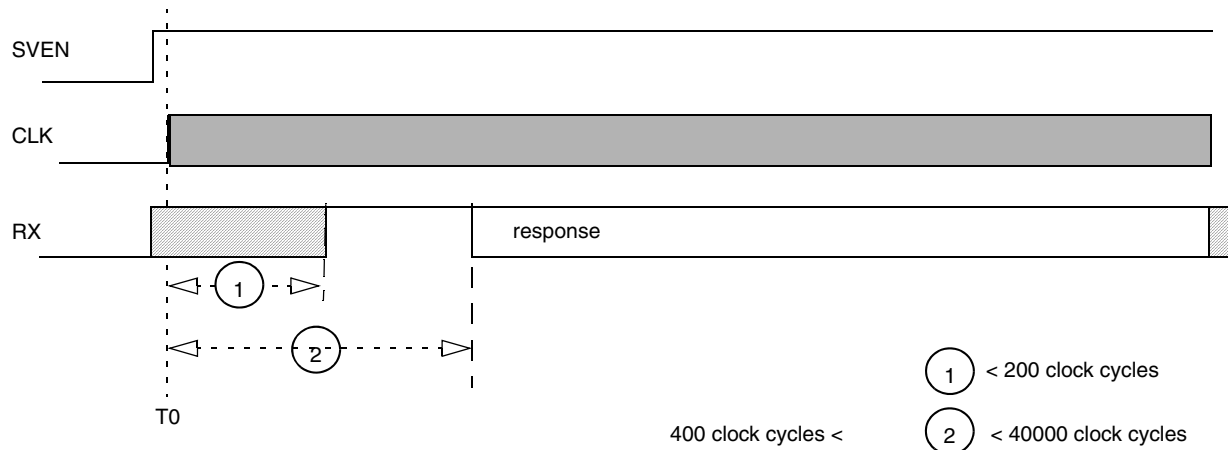 SVEN
CLK
RX
response
1
2
T0
1 < 200 clock cycles
400 clock cycles < 2 < 40000 clock cycles